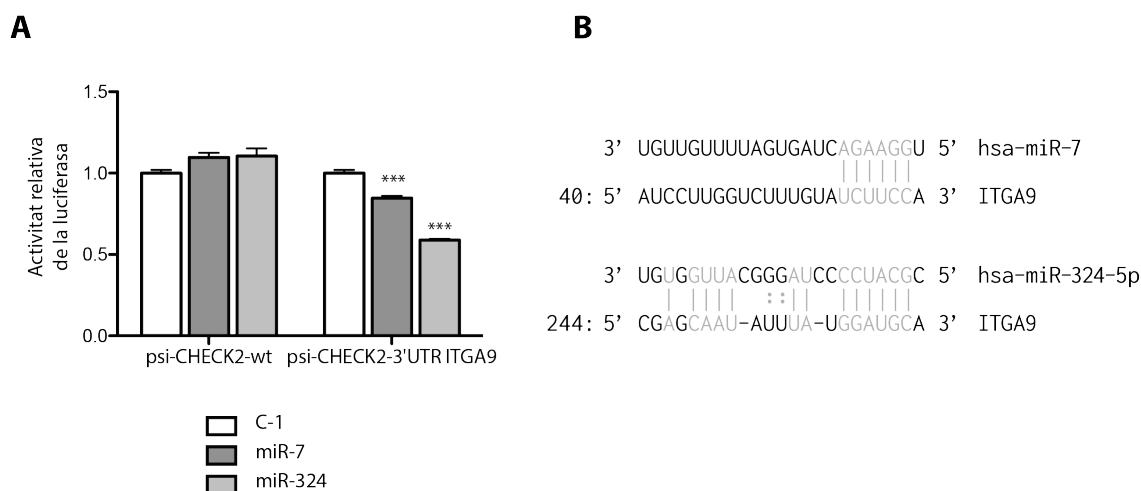 A
B
Activitat relativa
de la luciferasa
1.5
1.0
0.5
0.0
***
***
psi-CHECK2-wt
psi-CHECK2-3'UTR ITGA9
C-1
miR-7
miR-324
3’ UGUUGUUUUAGUGAUCAGAAGGU 5’ hsa-miR-7
||||||
40: 5’ AUCCUUGGUCUUUGUAUCUUCCA 3’ ITGA9
3’ UGUGGUUACGGGAUCCCCUACGC 5’ hsa-miR-324-5p
| |||| ::|| ||||||
244: 5’ CGAGCAAU-AUUUA-UGGAUGCA 3’ ITGA9